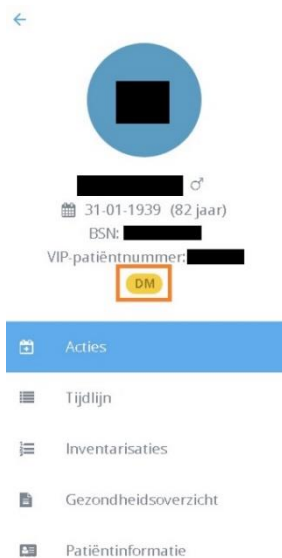 31-01-1939 (82 jaar)
BSN:
VIP-patiëntnummer:
DM
Acties
Tijdlijn
Inventarisaties
Gezondheidsoverzicht
Patiëntinformatie